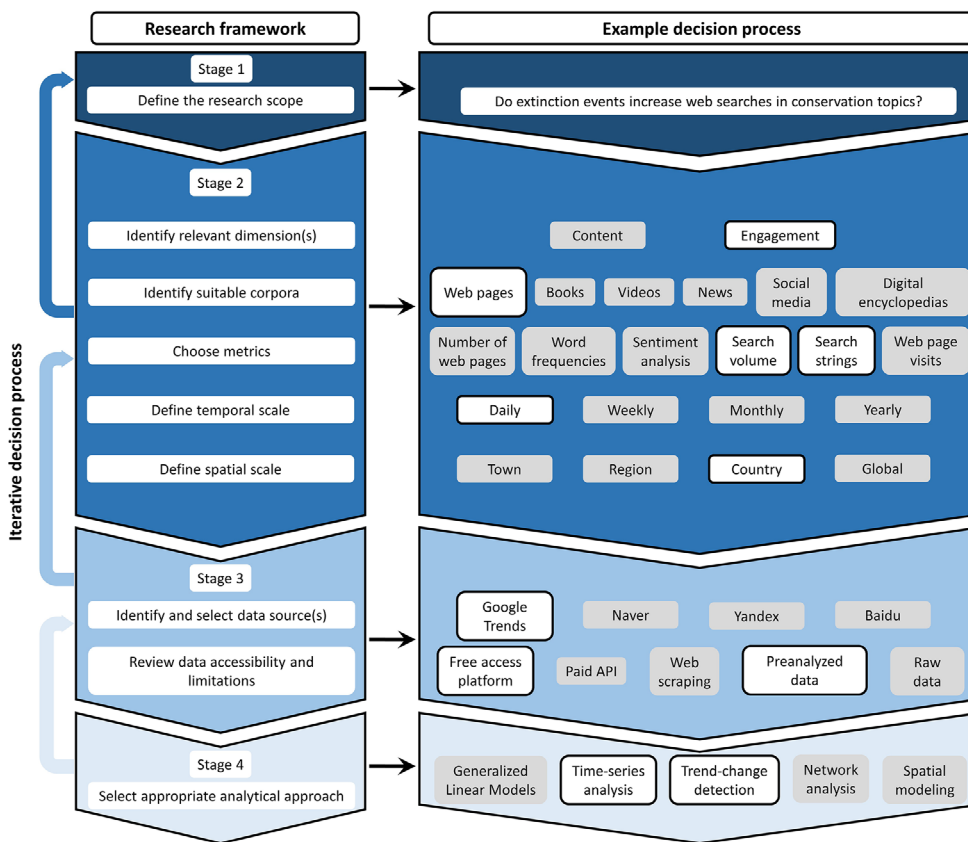 Research framework
Example decision process
Iterative decision process
Stage 1
Define the research scope
Do extinction events increase web searches in conservation topics?
Stage 2
Identify relevant dimension(s)
Content
Engagement
Identify suitable corpora
Web pages
Books
Videos
News
Social
media
Digital
encyclopedias
Choose metrics
Number of
web pages
Word
frequencies
Sentiment
analysis
Search
volume
Search
strings
Web page
visits
Define temporal scale
Daily
Weekly
Monthly
Yearly
Define spatial scale
Town
Region
Country
Global
Stage 3
Identify and select data source(s)
Google
Trends
Naver
Yandex
Baidu
Review data accessibility and
limitations
Free access
platform
Paid API
Web
scraping
Preanalyzed
data
Raw
data
Stage 4
Select appropriate analytical approach
Generalized
Linear Models
Time-series
analysis
Trend-change
detection
Network
analysis
Spatial
modeling